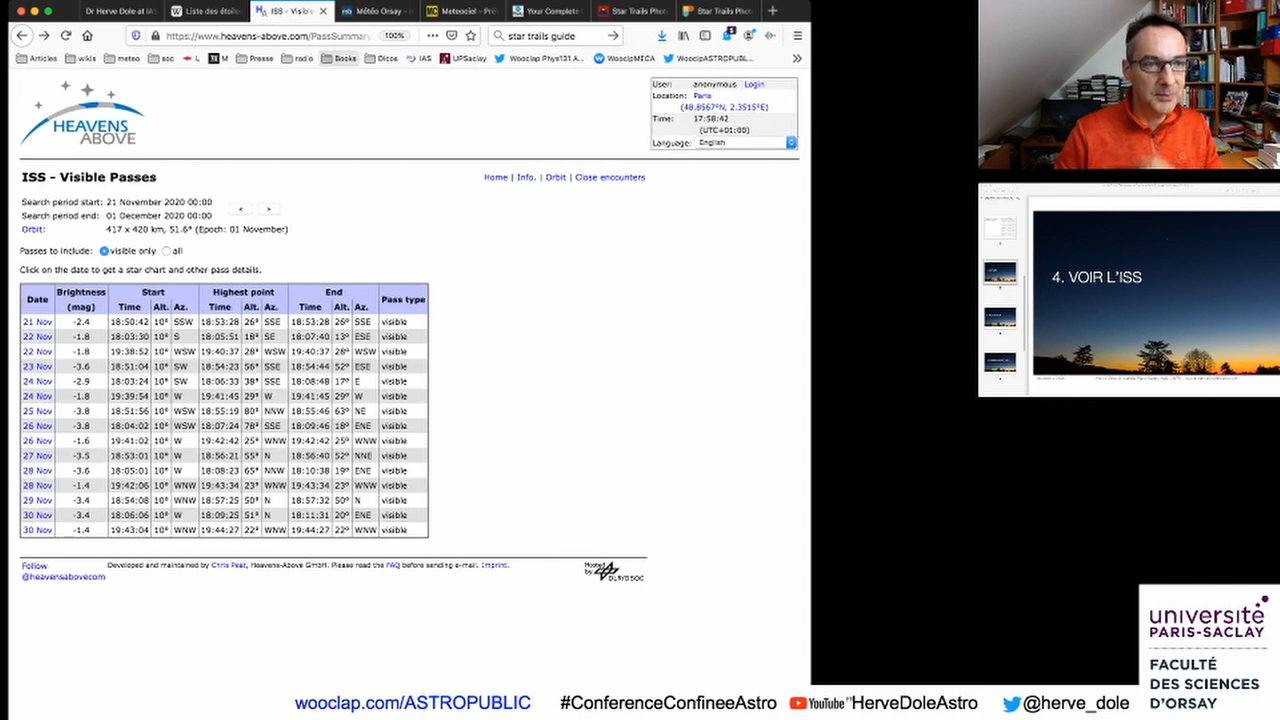 Dr Herve Dole at IAS
Liste des étoile
ISS - Visible
Météo Orsay -
Meteociel - Prév
Your Complete
Star Trails Phot
Star Trails Phot
https://www.heavens-above.com/PassSummary.
100%
star trails guide
Articles
wikis
meteo
soc
L
M
Presse
radio
Books
Dicos
IAS
UPSaclay
Wooclap Phys131 A...
WooclpMECA
WooclpASTROPUBL...
HEAVENS
ABOVE
User: anonymous Login
Location: Paris
(48.8567°N, 2.3515°E)
Time: 17:58:42
(UTC+01:00)
Language: English
ISS - Visible Passes
Home | Info. | Orbit | Close encounters
Search period start: 21 November 2020 00:00
Search period end: 01 December 2020 00:00
< >
Orbit: 417 x 420 km, 51.6° (Epoch: 01 November)
Passes to include: visible only all
Click on the date to get a star chart and other pass details.
Date Brightness (mag) Start Highest point End Pass type
Time Alt. Az. Time Alt. Az. Time Alt. Az.
21 Nov -2.4 18:50:42 10° SSW 18:53:28 26° SSE 18:53:28 26° SSE visible
22 Nov -1.8 18:03:30 10° S 18:05:51 18° SE 18:07:40 13° ESE visible
22 Nov -1.8 19:38:52 10° WSW 19:40:37 28° WSW 19:40:37 28° WSW visible
23 Nov -3.6 18:51:04 10° SW 18:54:23 56° SSE 18:54:44 52° ESE visible
24 Nov -2.9 18:03:24 10° SW 18:06:33 38° SSE 18:08:48 17° E visible
24 Nov -1.8 19:39:54 10° W 19:41:45 29° W 19:41:45 29° W visible
25 Nov -3.8 18:51:56 10° WSW 18:55:19 80° NNW 18:55:46 63° NE visible
26 Nov -3.8 18:04:02 10° WSW 18:07:24 78° SSE 18:09:46 18° ENE visible
26 Nov -1.6 19:41:02 10° W 19:42:42 25° WNW 19:42:42 25° WNW visible
27 Nov -3.5 18:53:01 10° W 18:56:21 55° N 18:56:40 52° NNE visible
28 Nov -3.6 18:05:01 10° W 18:08:23 65° NNW 18:10:38 19° ENE visible
28 Nov -1.4 19:42:06 10° WNW 19:43:34 23° WNW 19:43:34 23° WNW visible
29 Nov -3.4 18:54:08 10° WNW 18:57:25 50° N 18:57:32 50° N visible
30 Nov -3.4 18:06:06 10° W 18:09:25 51° N 18:11:31 20° ENE visible
30 Nov -1.4 19:43:04 10° WNW 19:44:27 22° WNW 19:44:27 22° WNW visible
Follow
@heavensabovecom
Developed and maintained by Chris Peat, Heavens-Above GmbH. Please read the FAQ before sending e-mail. Imprint.
Hosted
by:
DLR/GSOC
4. VOIR L'ISS
université
PARIS-SACLAY
FACULTÉ
DES SCIENCES
D'ORSAY
wooclap.com/ASTROPUBLIC #ConferenceConfineeAstro YouTube HerveDoleAstro @herve_dole